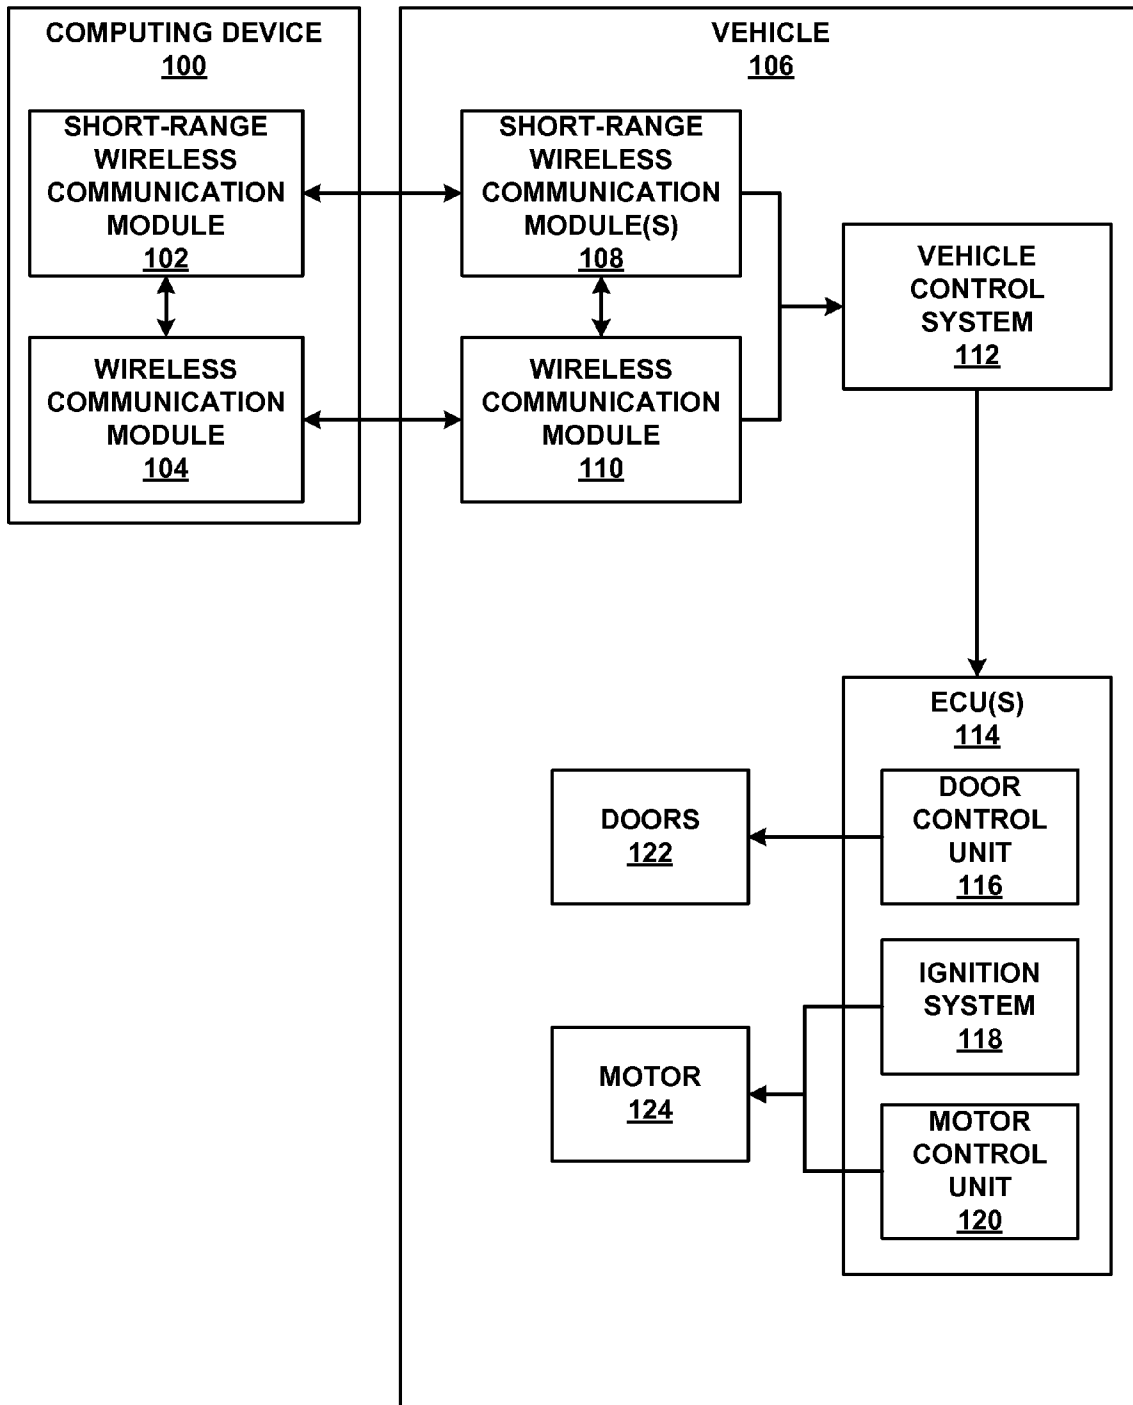 COMPUTING DEVICE
100
SHORT-RANGE
WIRELESS
COMMUNICATION
MODULE
102
WIRELESS
COMMUNICATION
MODULE
104
VEHICLE
106
SHORT-RANGE
WIRELESS
COMMUNICATION
MODULE(S)
108
WIRELESS
COMMUNICATION
MODULE
110
VEHICLE
CONTROL
SYSTEM
112
ECU(S)
114
DOOR
CONTROL
UNIT
116
DOORS
122
IGNITION
SYSTEM
118
MOTOR
124
MOTOR
CONTROL
UNIT
120